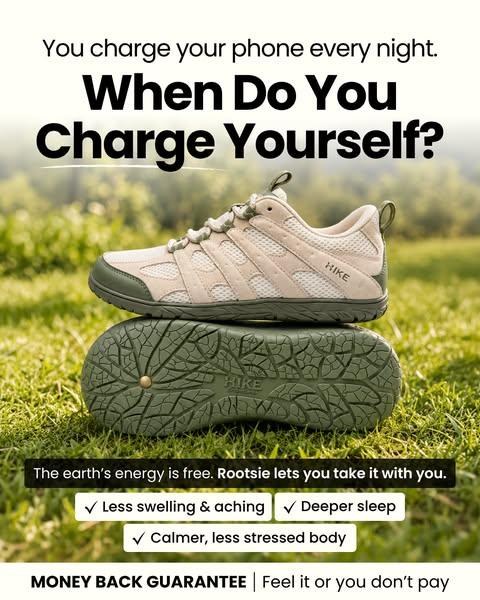 You charge your phone every night.
When Do You
Charge Yourself?
HIKE
HIKE
The earth's energy is free. Rootsie lets you take it with you.
✓ Less swelling & aching ✓ Deeper sleep
✓ Calmer, less stressed body
MONEY BACK GUARANTEE | Feel it or you don't pay